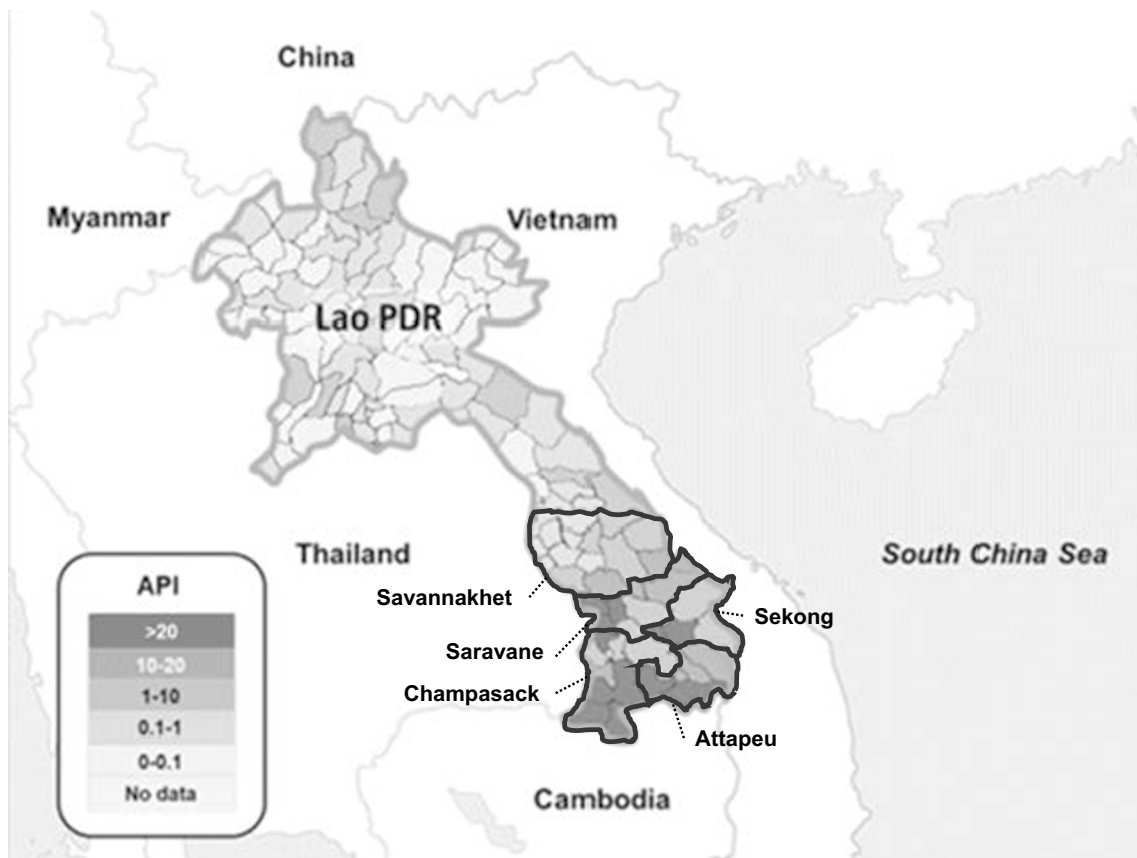 China
Myanmar
Vietnam
Lao PDR
Thailand
South China Sea
Savannakhet
Sekong
Saravane
Champasack
Attapeu
Cambodia
API
>20
10-20
1-10
0.1-1
0-0.1
No data